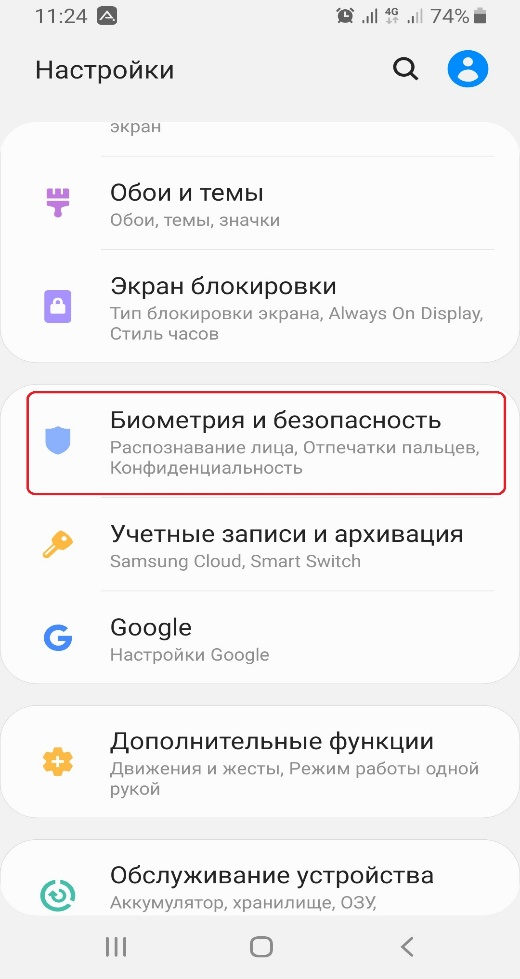 11:24 4G 74%
Настройки
экран
Обои и темы
Обои, темы, значки
Экран блокировки
Тип блокировки экрана, Always On Display,
Стиль часов
Биометрия и безопасность
Распознавание лица, Отпечатки пальцев,
Конфиденциальность
Учетные записи и архивация
Samsung Cloud, Smart Switch
Google
Настройки Google
Дополнительные функции
Движения и жесты, Режим работы одной
рукой
Обслуживание устройства
Аккумулятор, хранилище, ОЗУ,